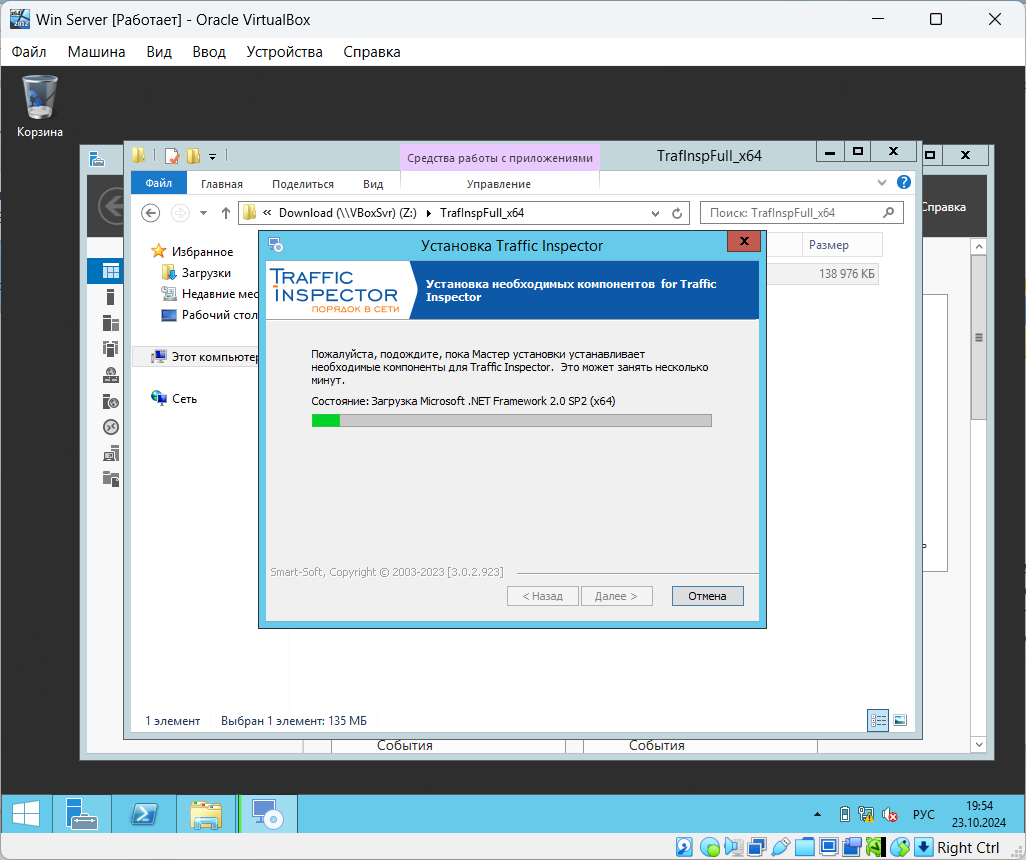 Win Server [Работает] - Oracle VirtualBox
Файл Машина Вид Ввод Устройства Справка
Корзина
Средства работы с приложениями
TrafInspFull_x64
Файл Главная Поделиться Вид Управление
Справка
« Download (\\VBoxSvr) (Z:) TrafInspFull_x64
Поиск: TrafInspFull_x64
Избранное
Загрузки
Недавние мес
Рабочий стол
Этот компьютер
Сеть
Размер
138 976 КБ
Установка Traffic Inspector
TRAFFIC
INSPECTOR
ПОРЯДОК В СЕТИ
Установка необходимых компонентов for Traffic
Inspector
Пожалуйста, подождите, пока Мастер установки устанавливает
необходимые компоненты для Traffic Inspector. Это может занять несколько
минут.
Состояние: Загрузка Microsoft .NET Framework 2.0 SP2 (x64)
Smart-Soft, Copyright © 2003-2023 [3.0.2.923]
< Назад
Далее >
Отмена
1 элемент Выбран 1 элемент: 135 МБ
События События
РУС
19:54
23.10.2024
Right Ctrl